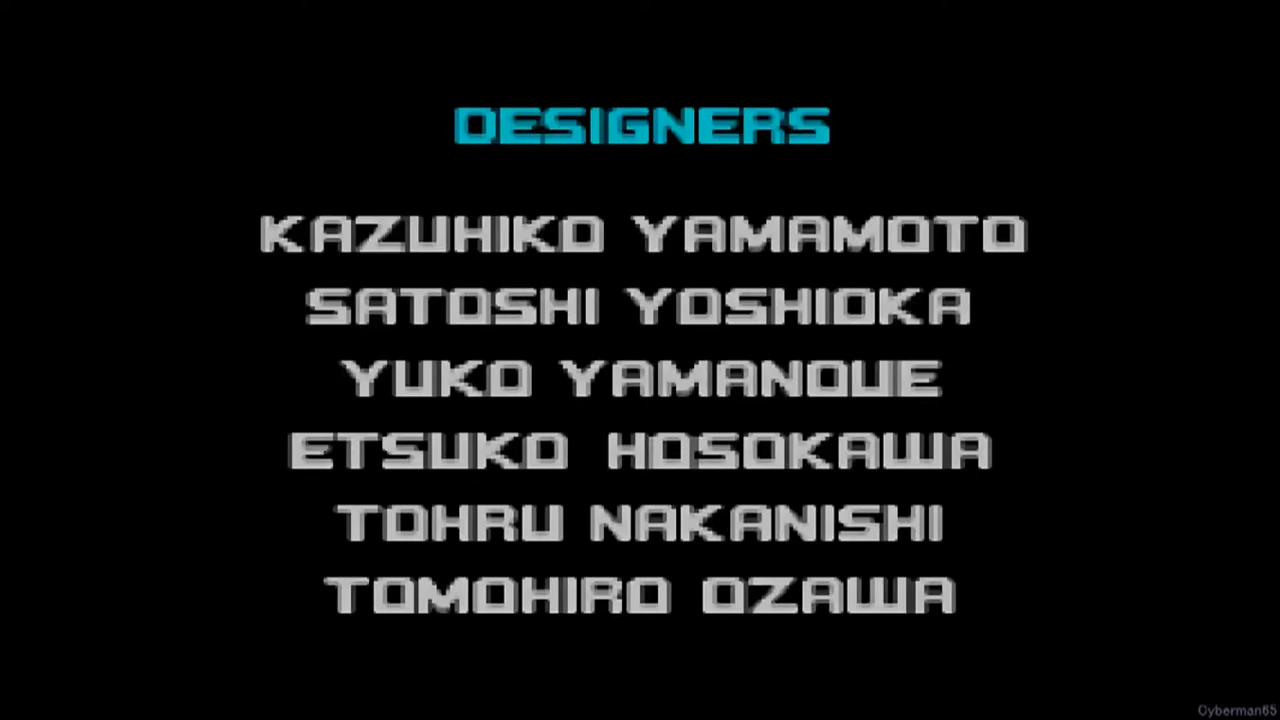 DESIGNERS
KAZUHIKO YAMAMOTO
SATOSHI YOSHIOKA
YUKO YAMANOUE
ETSUKO HOSOKAWA
TOHRU NAKANISHI
TOMOHIRO OZAWA
Cyberman65